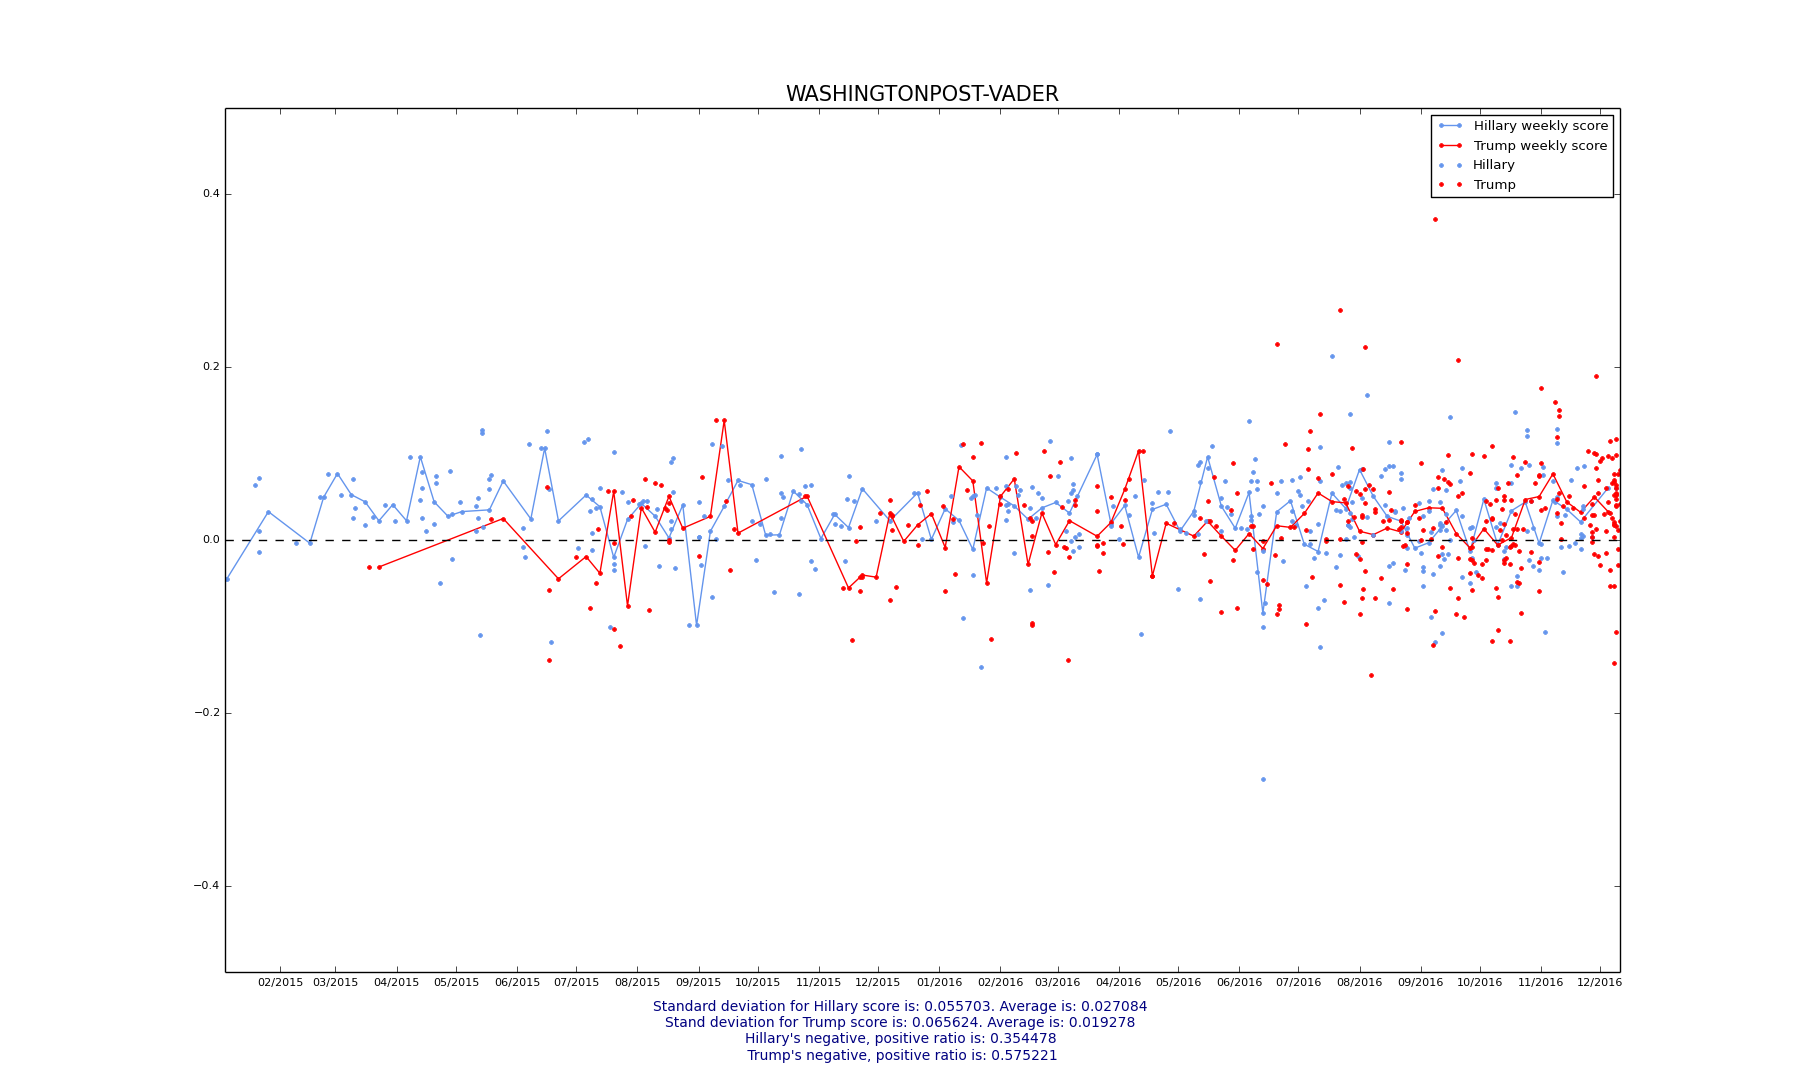 WASHINGTONPOST-VADER
Hillary weekly score
Trump weekly score
Hillary
Trump
0.4
0.2
0.0
−0.2
−0.4
02/2015 03/2015 04/2015 05/2015 06/2015 07/2015 08/2015 09/2015 10/2015 11/2015 12/2015 01/2016 02/2016 03/2016 04/2016 05/2016 06/2016 07/2016 08/2016 09/2016 10/2016 11/2016 12/2016
Standard deviation for Hillary score is: 0.055703. Average is: 0.027084
Stand deviation for Trump score is: 0.065624. Average is: 0.019278
Hillary's negative, positive ratio is: 0.354478
Trump's negative, positive ratio is: 0.575221